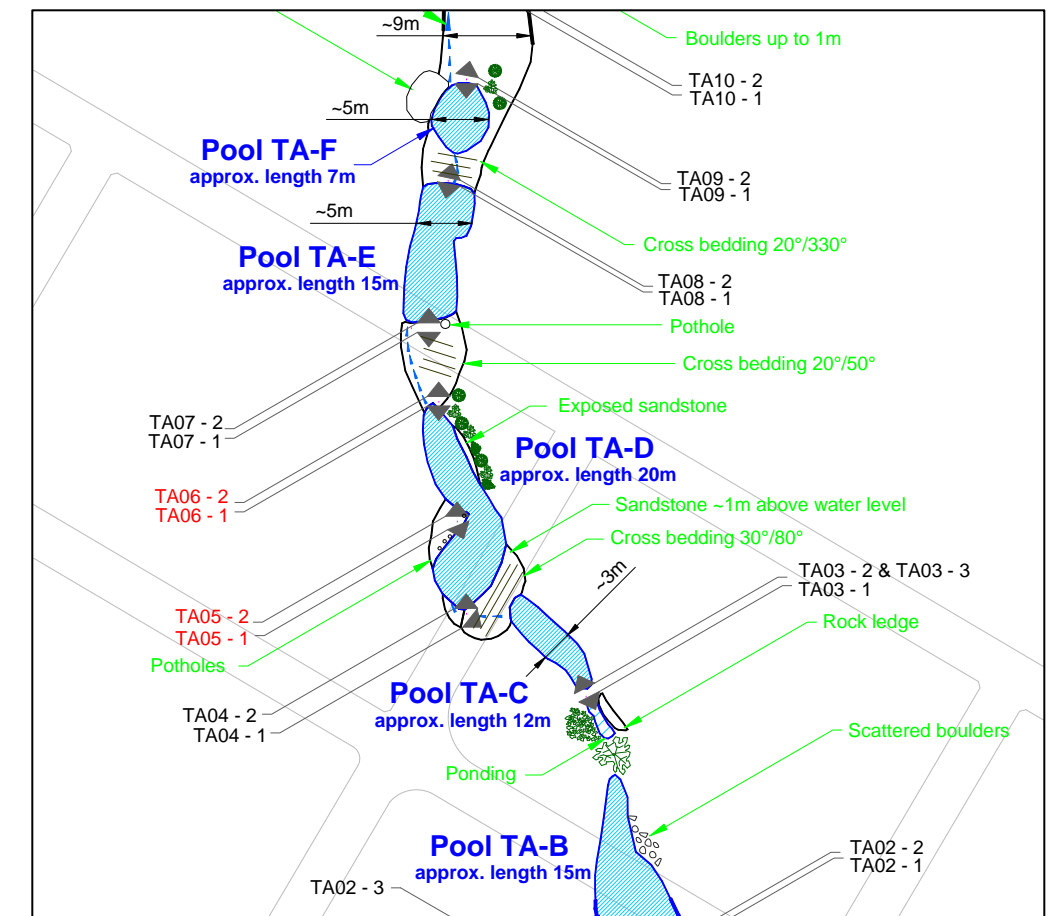 ~9m
Boulders up to 1m
TA10 - 2
TA10 - 1
~5m
Pool TA-F
approx. length 7m
TA09 - 2
TA09 - 1
~5m
Cross bedding 20°/330°
Pool TA-E
approx. length 15m
TA08 - 2
TA08 - 1
Pothole
Cross bedding 20°/50°
TA07 - 2
TA07 - 1
Exposed sandstone
Pool TA-D
approx. length 20m
TA06 - 2
TA06 - 1
Sandstone ~1m above water level
Cross bedding 30°/80°
~3m
TA03 - 2 & TA03 - 3
TA03 - 1
TA05 - 2
TA05 - 1
Rock ledge
Potholes
Pool TA-C
approx. length 12m
TA04 - 2
TA04 - 1
Scattered boulders
Ponding
Pool TA-B
approx. length 15m
TA02 - 2
TA02 - 1
TA02 - 3